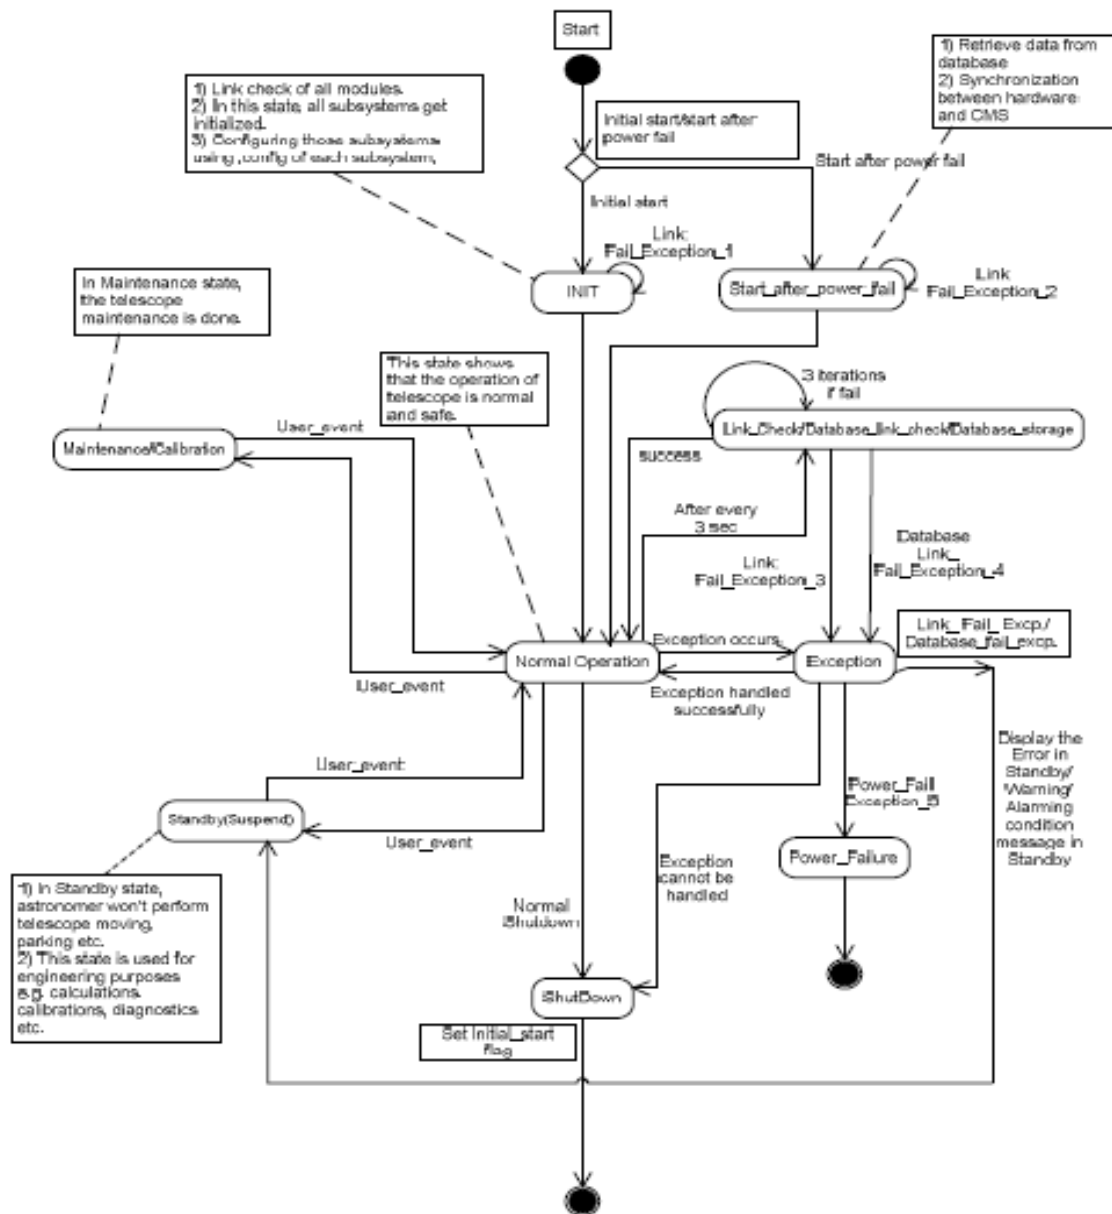 Start
1) Retrieve data from
database
2) Synchronization
between hardware
and CMS
1) Link check of all modules.
2) In this state, all subsystems get
initialized.
3) Configuring those subsystems
using .config of each subsystem,
Initial start/start after
power fail
Start after power fail
Initial start
Link
Fail_Exception_1
INIT
Start_after_power_fail
Link
Fail_Exception_2
In Maintenance state,
the telescope
maintenance is done.
This state shows
that the operation of
telescope is normal
and safe.
3 iterations
if fail
Link_Check/Database_link_check/Database_storage
User_event
Maintenance/Calibration
success
After every
3 sec
Link
Fail_Exception_3
Database
Link_
Fail_Exception_4
Link_Fail_Excp./
Database_fail_excp.
Normal Operation
Exception occurs
Exception
User_event
Exception handled
successfully
Display the
Error in
Standby/
Warning/
Alarming
condition
message in
Standby
User_event
Standby(Suspend)
User_event
Power_Fail
Exception_5
Power_Failure
Exception
cannot be
handled
1) In Standby state,
astronomer won't perform
telescope moving,
parking etc.
2) This state is used for
engineering purposes
e.g. calculations.
calibrations, diagnostics
etc.
Normal
Shutdown
ShutDown
Set Initial_start
flag